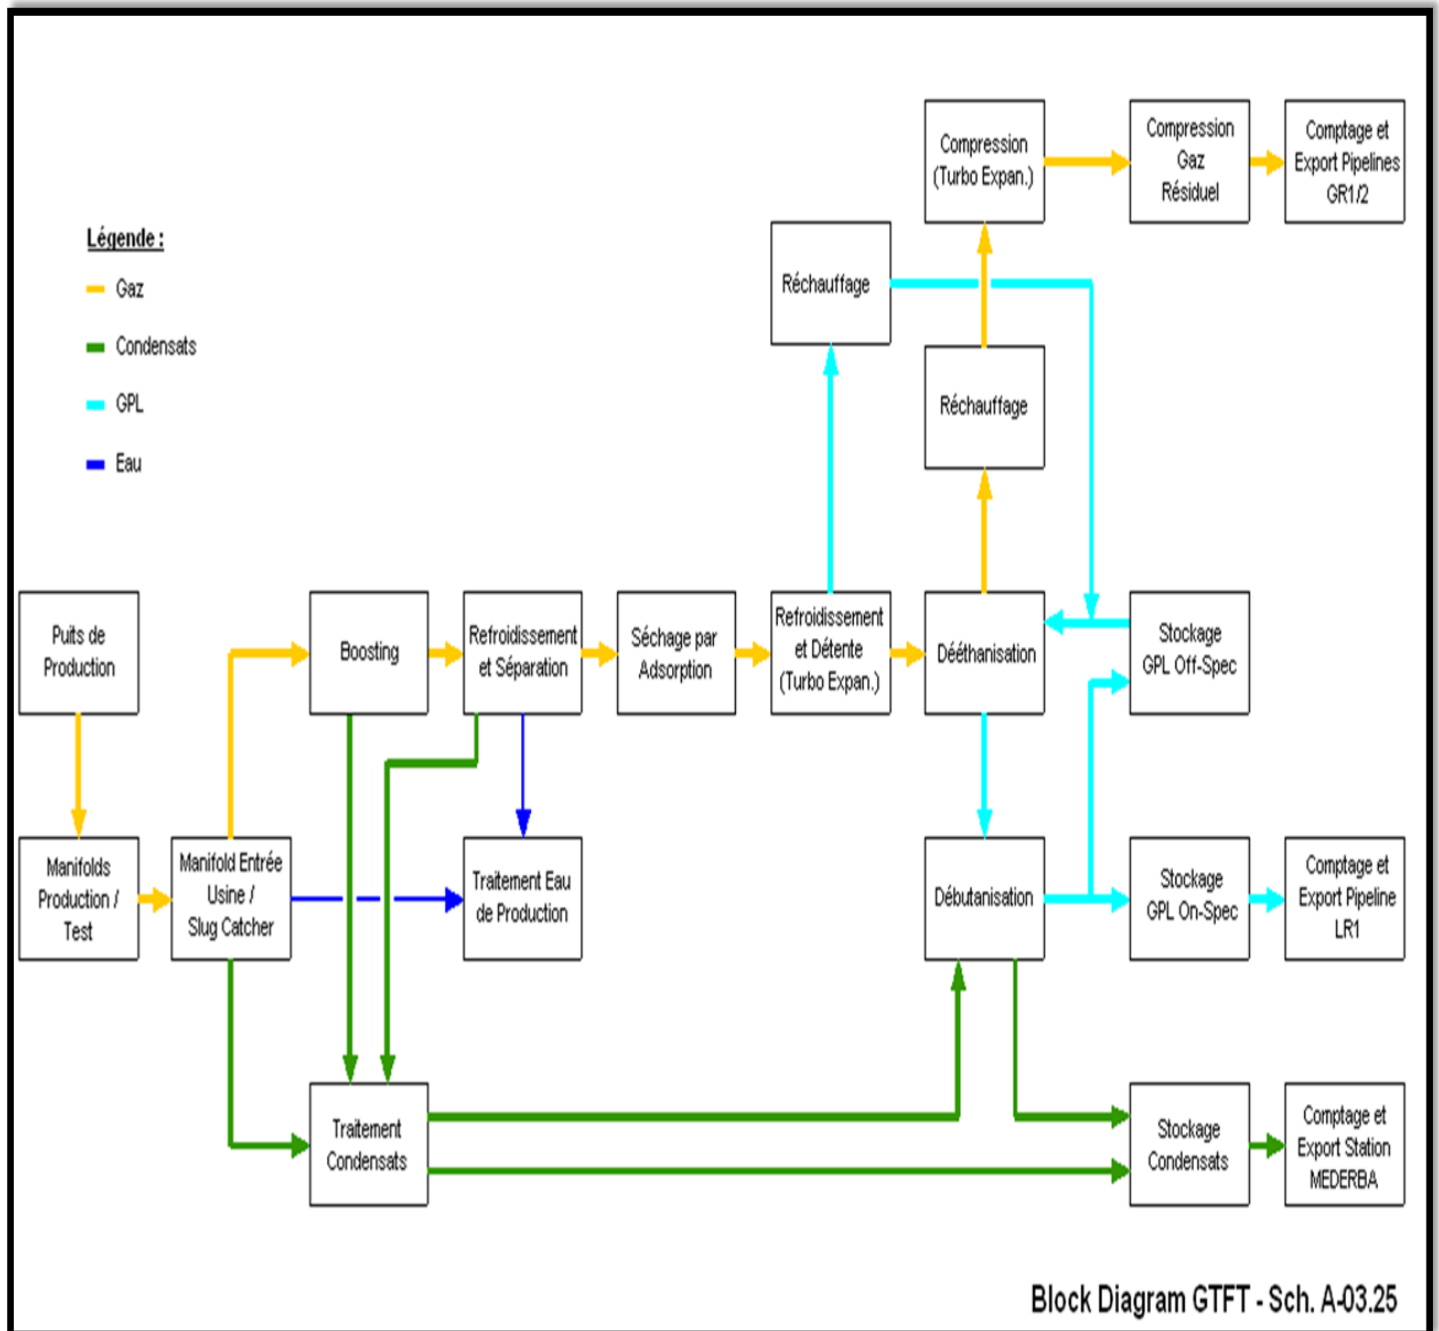 Compression
(Turbo Expan.)
Compression
Gaz
Résiduel
Comptage et
Export Pipelines
GR1/2
Légende :
Gaz
Condensats
GPL
Eau
Réchauffage
Réchauffage
Puits de
Production
Boosting
Refroidissement
et Séparation
Séchage par
Adsorption
Refroidissement
et Détente
(Turbo Expan.)
Dééthanisation
Stockage
GPL Off-Spec
Manifolds
Production /
Test
Manifold Entrée
Usine /
Slug Catcher
Traitement Eau
de Production
Débutanisation
Stockage
GPL On-Spec
Comptage et
Export Pipeline
LR1
Traitement
Condensats
Stockage
Condensats
Comptage et
Export Station
MEDERBA
Block Diagram GTFT - Sch. A-03.25